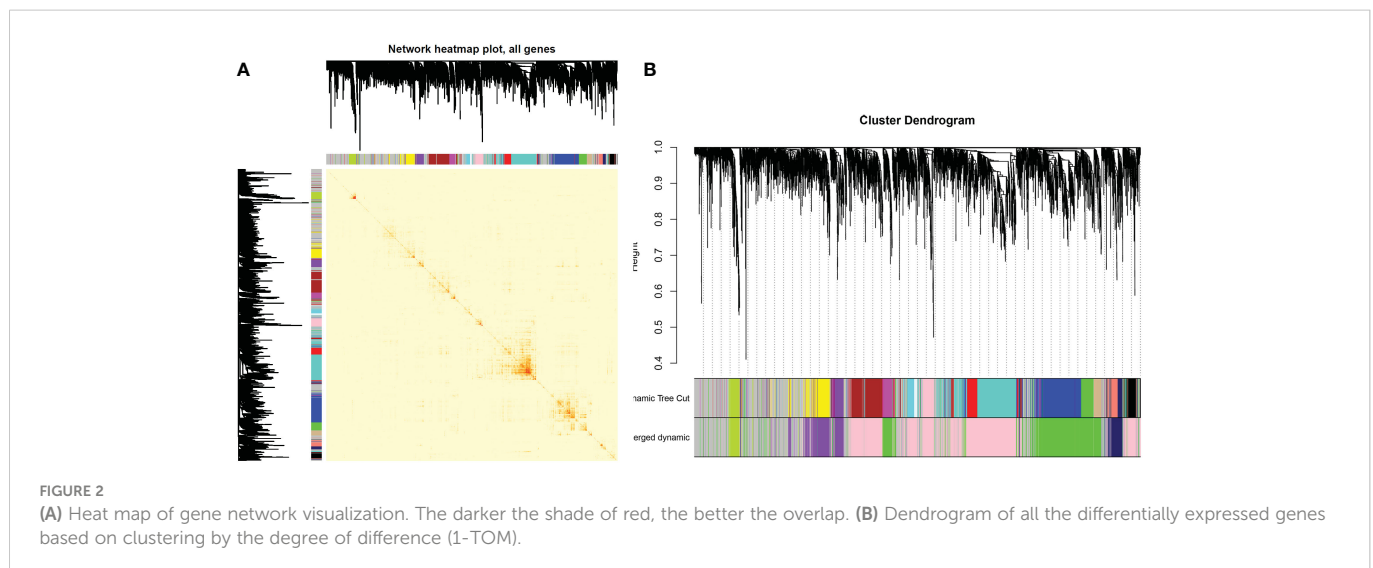 A
Network heatmap plot, all genes
B
Cluster Dendrogram
1.0
0.9
0.8
0.7
0.6
0.5
0.4
namic Tree Cut
erged dynamic
FIGURE 2
(A) Heat map of gene network visualization. The darker the shade of red, the better the overlap. (B) Dendrogram of all the differentially expressed genes
based on clustering by the degree of difference (1-TOM).